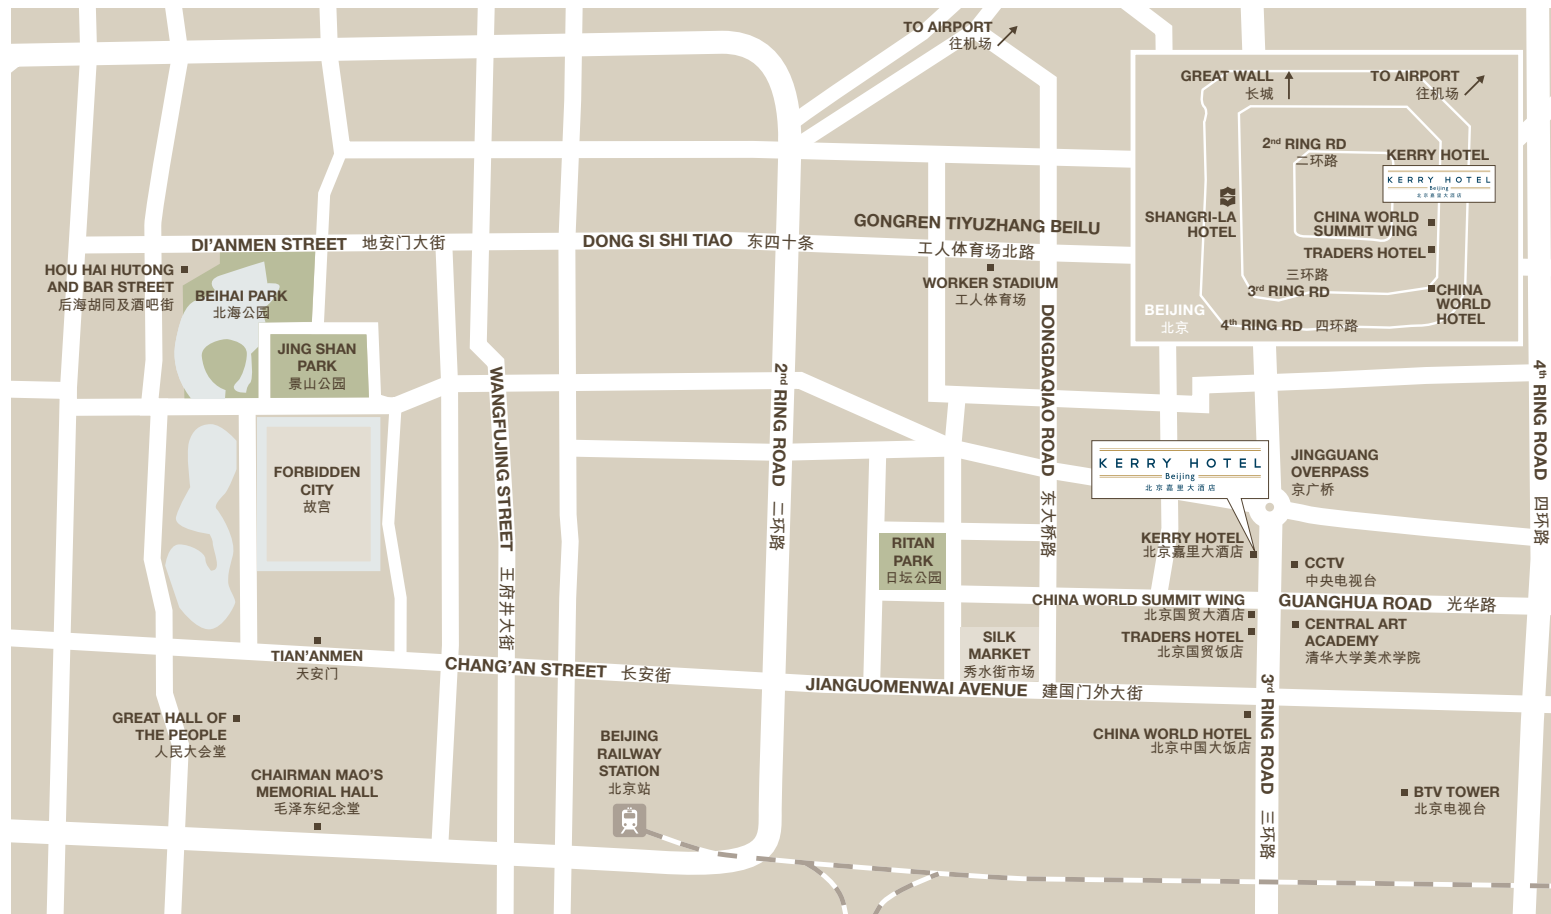 TO AIRPORT
往机场
GREAT WALL
长城
TO AIRPORT
往机场
2nd RING RD
二环路
KERRY HOTEL
KERRY HOTEL
Beijing
北京嘉里大酒店
SHANGRI-LA
HOTEL
CHINA WORLD
SUMMIT WING
TRADERS HOTEL
三环路
3rd RING RD
CHINA
WORLD
HOTEL
BEIJING
北京
4th RING RD 四环路
DI'ANMEN STREET 地安门大街
DONG SI SHI TIAO 东四十条
GONGREN TIYUZHANG BEILU
工人体育场北路
HOU HAI HUTONG
AND BAR STREET
后海胡同及酒吧街
BEIHAI PARK
北海公园
WORKER STADIUM
工人体育场
JING SHAN
PARK
景山公园
WANGFUJING STREET 王府井大街
2nd RING ROAD 二环路
DONGDAQIAO ROAD 东大桥路
4th RING ROAD 四环路
FORBIDDEN
CITY
故宫
KERRY HOTEL
Beijing
北京嘉里大酒店
JINGGUANG
OVERPASS
京广桥
RITAN
PARK
日坛公园
KERRY HOTEL
北京嘉里大酒店
CCTV
中央电视台
CHINA WORLD SUMMIT WING
北京国贸大酒店
GUANGHUA ROAD 光华路
TRADERS HOTEL
北京国贸饭店
CENTRAL ART
ACADEMY
清华大学美术学院
SILK
MARKET
秀水街市场
TIAN'ANMEN
天安门
CHANG'AN STREET 长安街
JIANGUOMENWAI AVENUE 建国门外大街
3rd RING ROAD 三环路
GREAT HALL OF
THE PEOPLE
人民大会堂
CHINA WORLD HOTEL
北京中国大饭店
BEIJING
RAILWAY
STATION
北京站
CHAIRMAN MAO'S
MEMORIAL HALL
毛泽东纪念堂
BTV TOWER
北京电视台